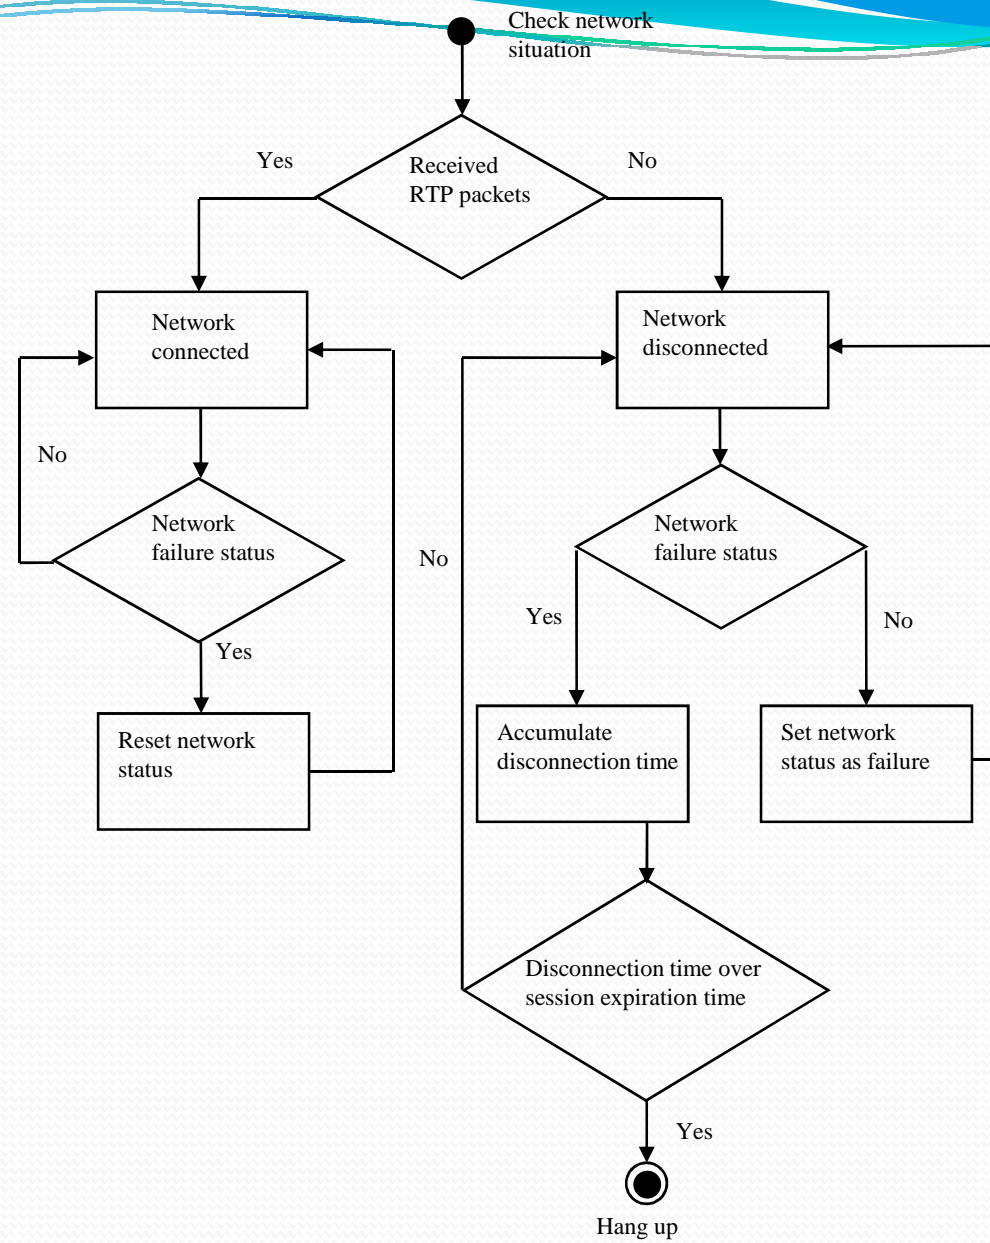 Check network
situation
Yes
No
Received
RTP packets
Network
connected
Network
disconnected
No
Network
failure status
Network
failure status
No
Yes
No
Yes
Reset network
status
Accumulate
disconnection time
Set network
status as failure
Disconnection time over
session expiration time
Yes
Hang up